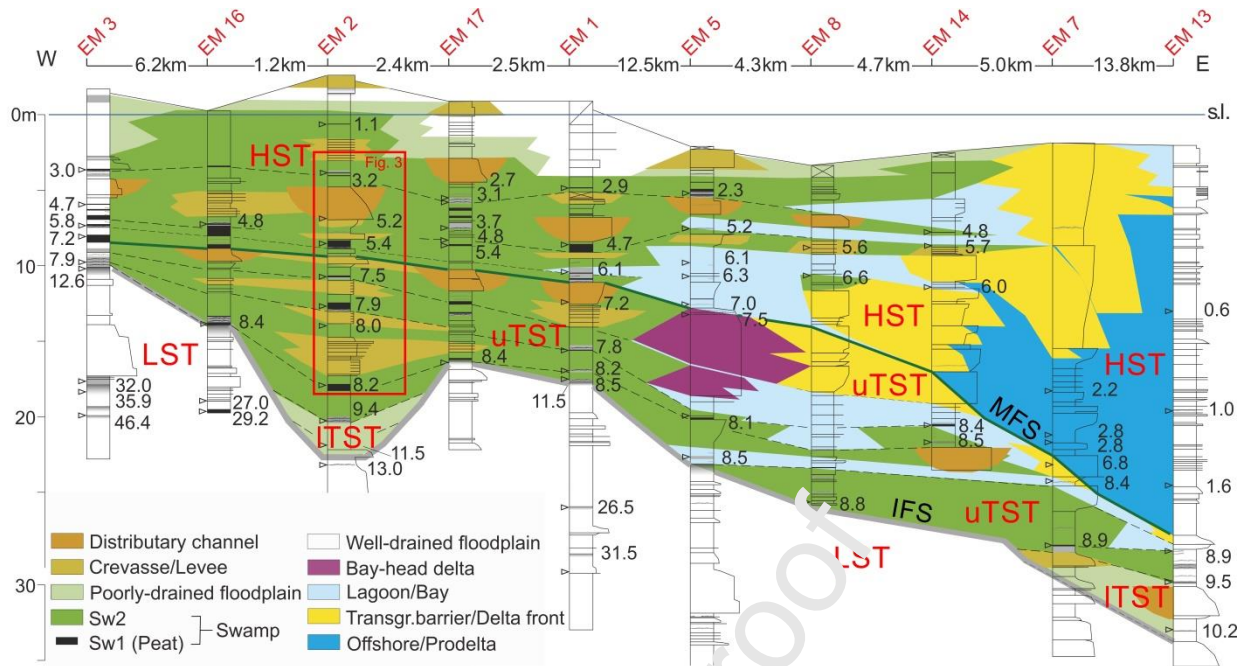 EM 3 EM 16 EM 2 EM 17 EM 1 EM 5 EM 8 EM 14 EM 7 EM 13
W 6.2km 1.2km 2.4km 2.5km 12.5km 4.3km 4.7km 5.0km 13.8km E
0m s.l.
1.1
HST Fig. 3
3.0 3.2 2.7 2.9 2.3
3.1
4.7
5.8 4.8 5.2 3.7 5.2 4.8
7.2 5.4 4.8 4.7 5.6 5.7
5.4
10 7.9 7.5 6.1 6.1 6.6 6.0
12.6 6.3
7.9 7.2 7.0 HST 0.6
8.4 8.0 7.5
LST uTST 7.8 HST
8.4 uTST
32.0 8.2 8.2 2.2
35.9 27.0 8.5 MFS
20 46.4 29.2 9.4 11.5 8.1 8.4 1.0
lTST 8.5 2.8
11.5 2.8
13.0 8.5 6.8
8.4 1.6
26.5 8.8 IFS uTST
LST 8.9 8.9
31.5 9.5
30 lTST
10.2
Distributary channel
Crevasse/Levee
Poorly-drained floodplain
Sw2
Sw1 (Peat)
Swamp
Well-drained floodplain
Bay-head delta
Lagoon/Bay
Transgr.barrier/Delta front
Offshore/Prodelta
roof